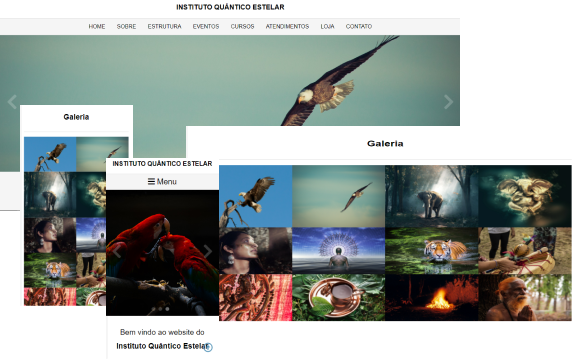 INSTITUTO QUÂNTICO ESTELAR
HOME SOBRE ESTRUTURA EVENTOS CURSOS ATENDIMENTOS LOJA CONTATO
Galeria
Galeria
INSTITUTO QUÂNTICO ESTELAR
Menu
Bem vindo ao website do
Instituto Quântico Estelar